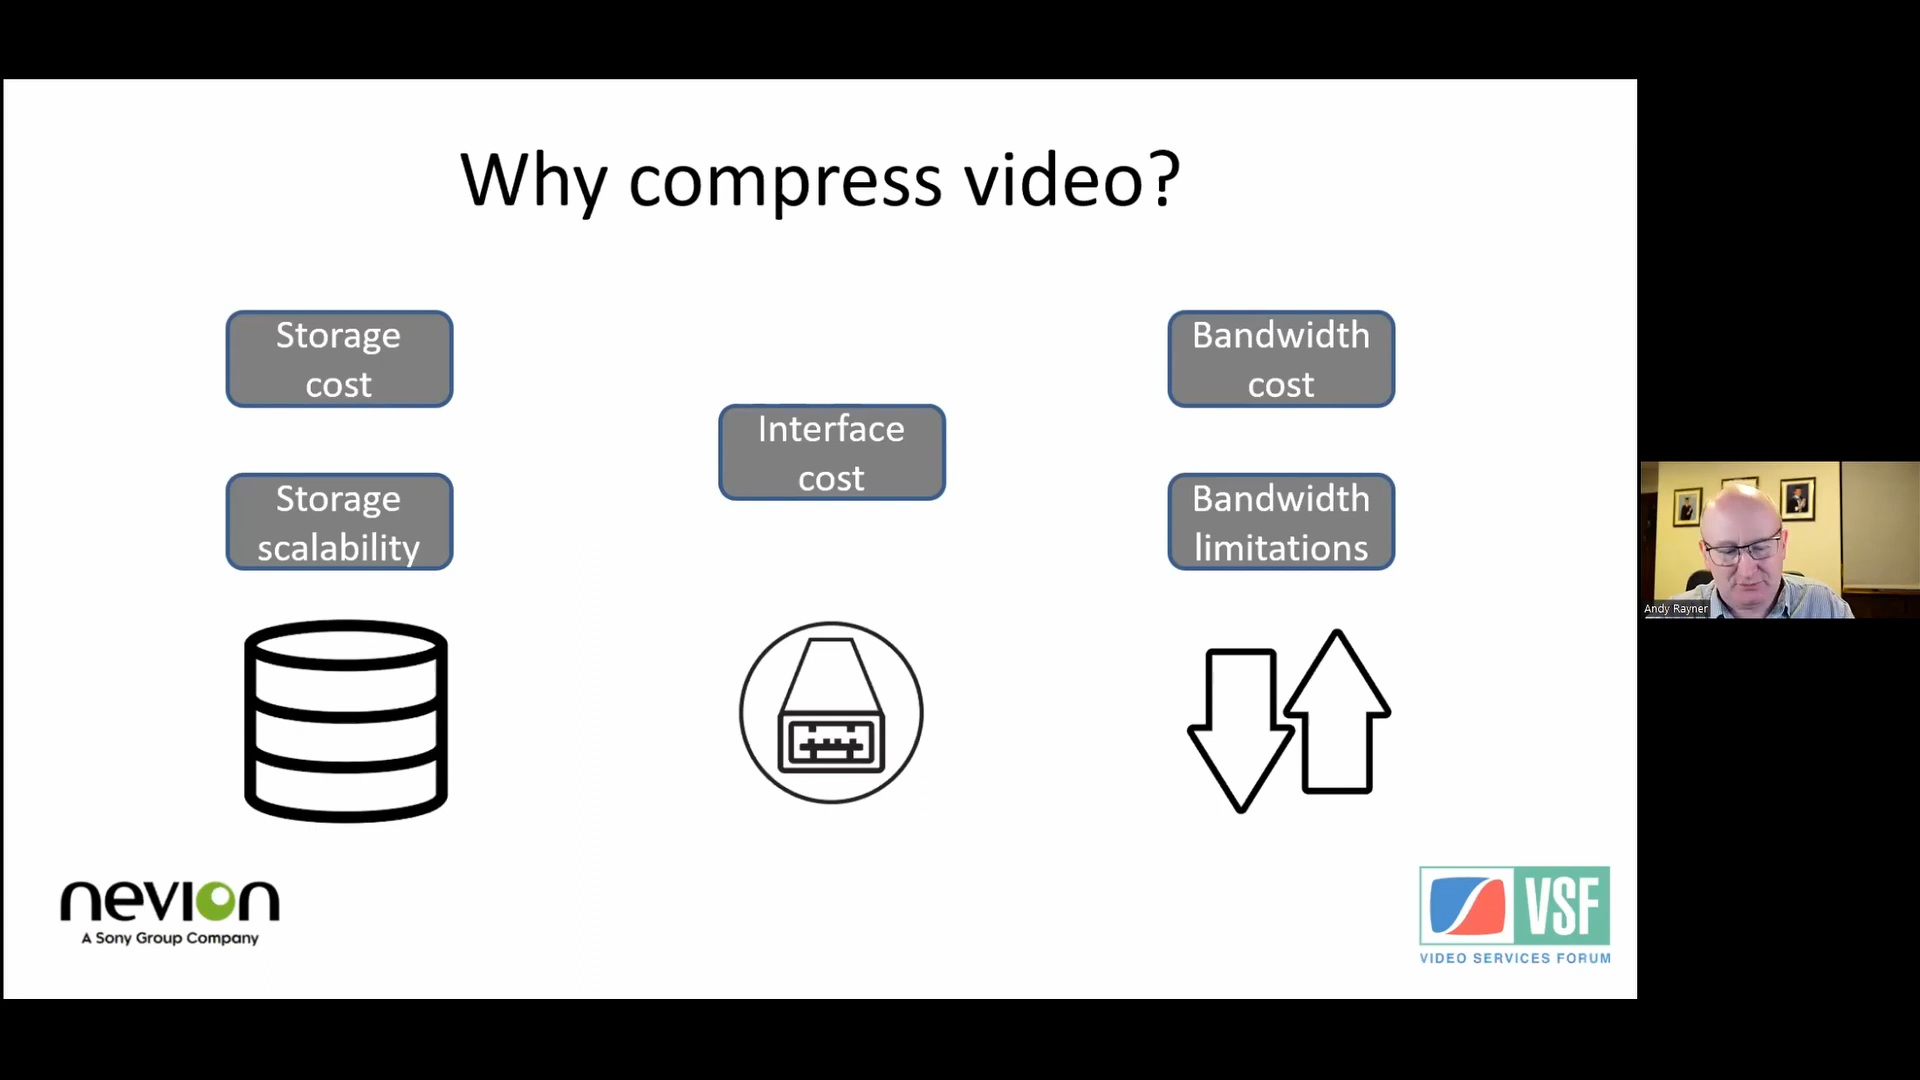 Why compress video?
Storage
cost
Storage
scalability
Interface
cost
Bandwidth
cost
Bandwidth
limitations
nevion
A Sony Group Company
VSF
VIDEO SERVICES FORUM
Andy Rayner